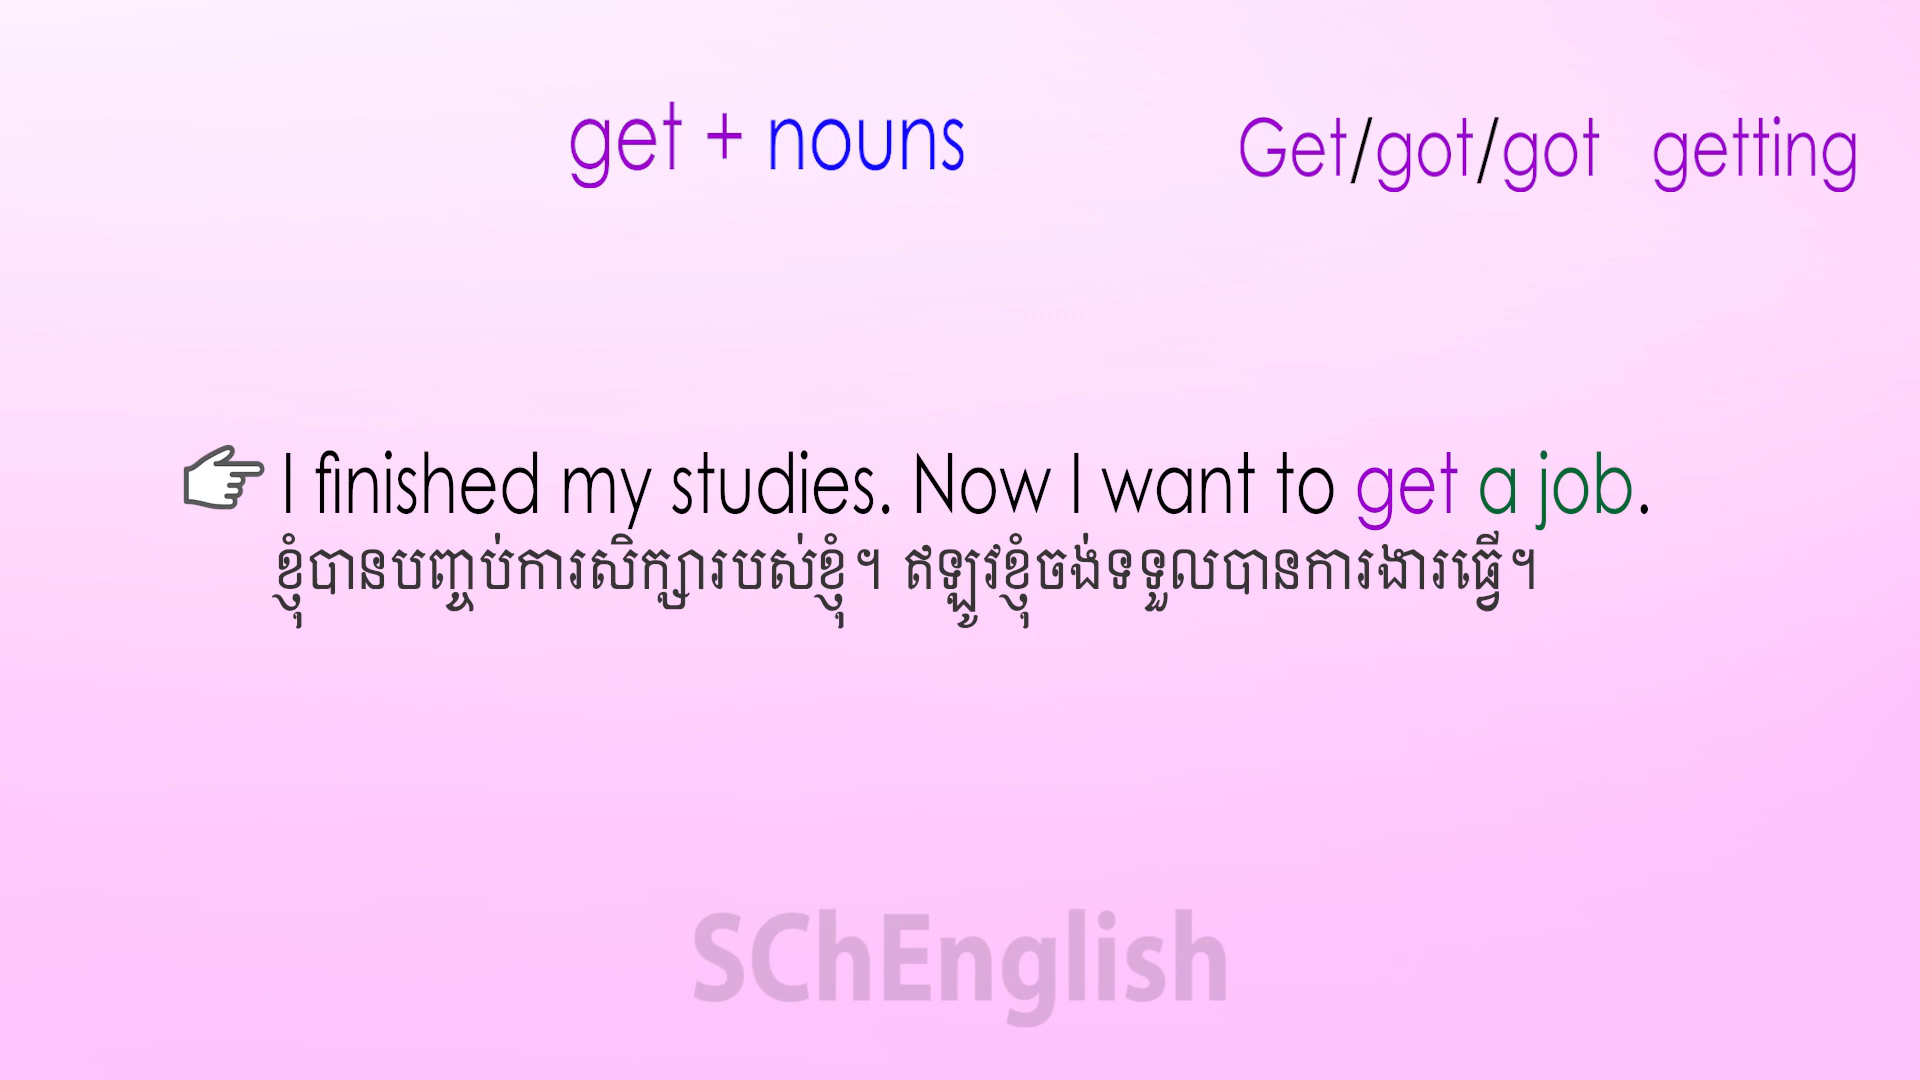 get + nouns
Get/got/got getting
I finished my studies. Now I want to get a job.
ខ្ញុំបានបញ្ចប់ការសិក្សារបស់ខ្ញុំ។ ឥឡូវខ្ញុំចង់ទទួលបានការងារធ្វើ។
SChEnglish